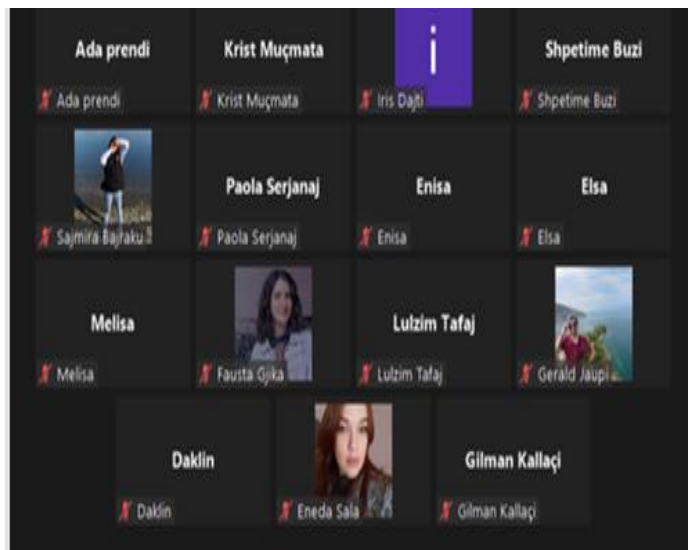 Ada prendi
Krist Muçmata
i
Shpetime Buzi
Ada prendi
Krist Muçmata
Iris Dajti
Shpetime Buzi
Paola Serjanaj
Enisa
Elsa
Sajmira Bajraku
Paola Serjanaj
Enisa
Elsa
Melisa
Lulzim Tafaj
Melisa
Fausta Gjika
Lulzim Tafaj
Gerald Jaupi
Daklin
Gilman Kallaçi
Daklin
Eneda Sala
Gilman Kallaçi